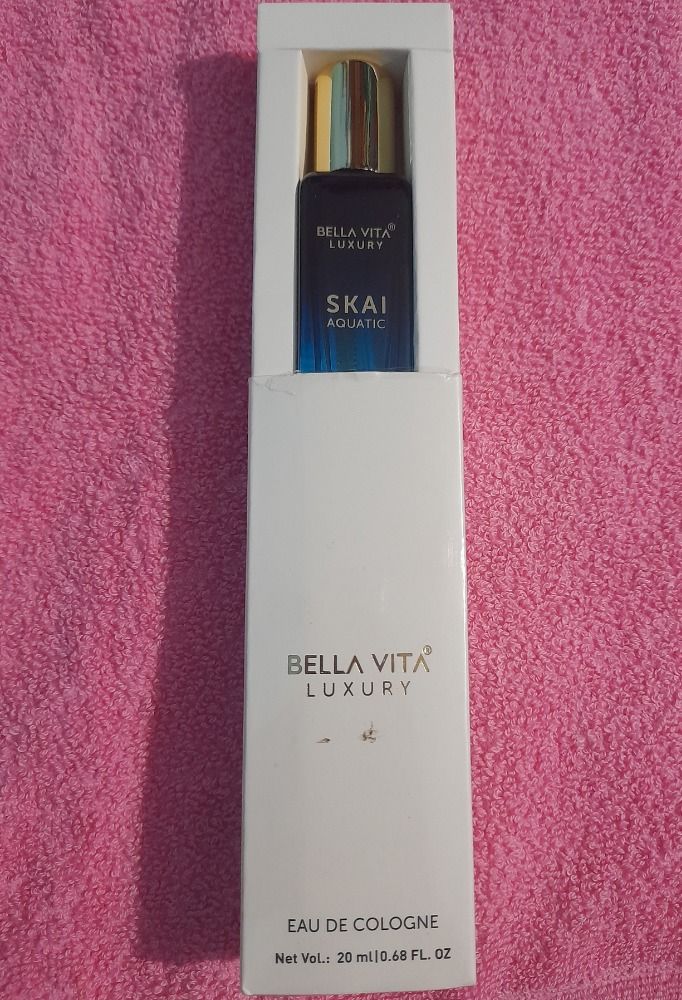 BELLA VITA®
LUXURY
SKAI
AQUATIC
BELLA VITA®
LUXURY
EAU DE COLOGNE
Net Vol.: 20 ml|0.68 FL. OZ